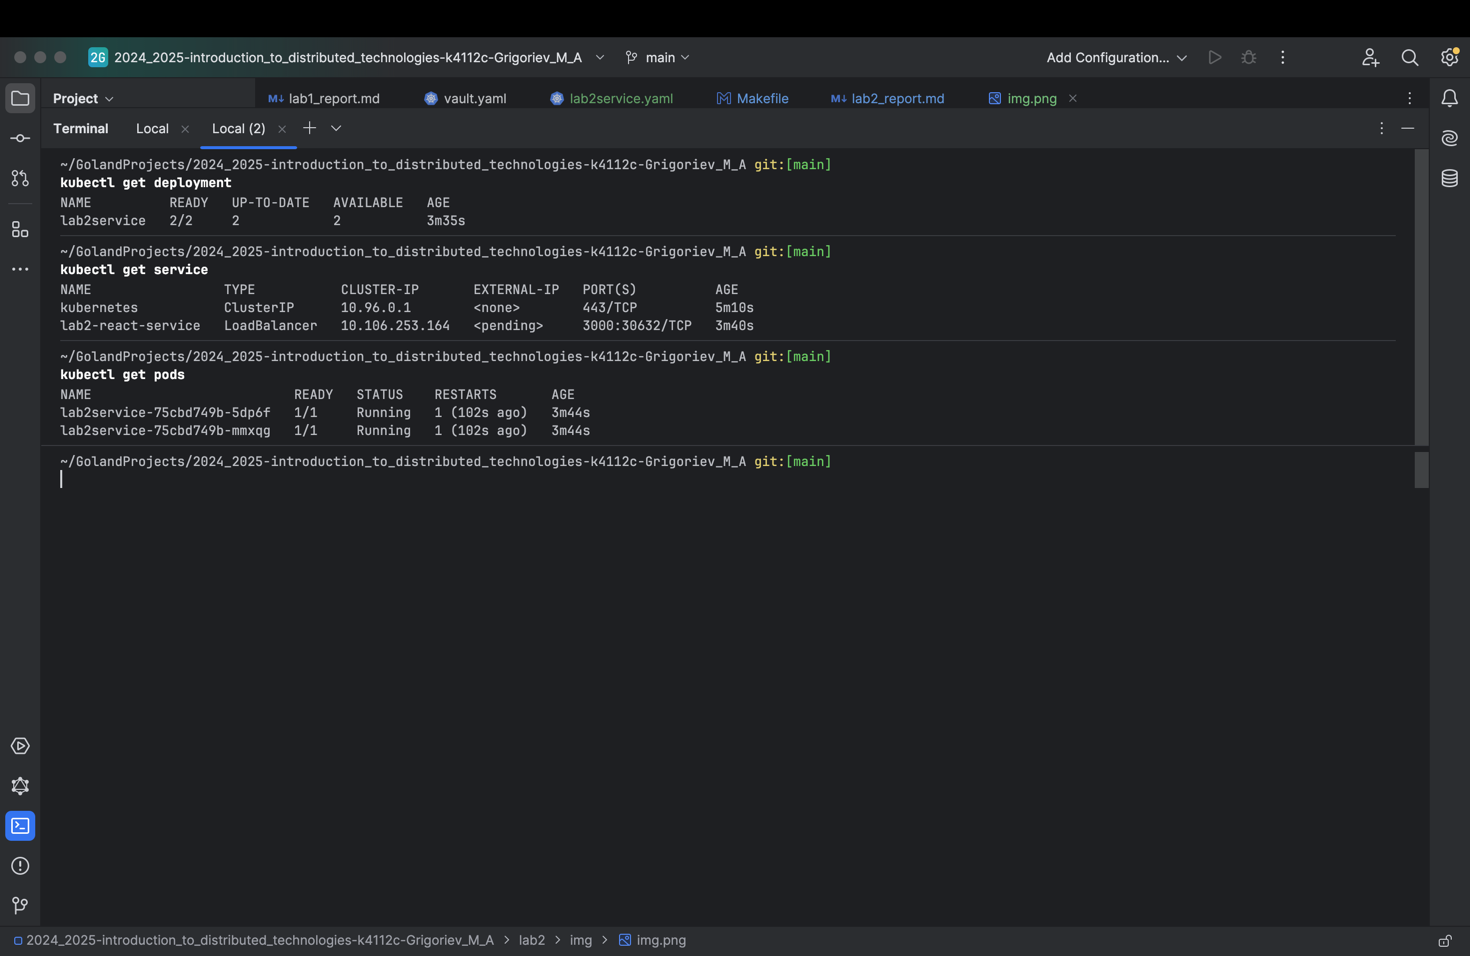 2G 2024_2025-introduction_to_distributed_technologies-k4112c-Grigoriev_M_A main Add Configuration...
Project lab1_report.md vault.yaml lab2service.yaml Makefile lab2_report.md img.png
Terminal Local Local (2)
~/GolandProjects/2024_2025-introduction_to_distributed_technologies-k4112c-Grigoriev_M_A git:[main]
kubectl get deployment
NAME READY UP-TO-DATE AVAILABLE AGE
lab2service 2/2 2 2 3m35s
~/GolandProjects/2024_2025-introduction_to_distributed_technologies-k4112c-Grigoriev_M_A git:[main]
kubectl get service
NAME TYPE CLUSTER-IP EXTERNAL-IP PORT(S) AGE
kubernetes ClusterIP 10.96.0.1 <none> 443/TCP 5m10s
lab2-react-service LoadBalancer 10.106.253.164 <pending> 3000:30632/TCP 3m40s
~/GolandProjects/2024_2025-introduction_to_distributed_technologies-k4112c-Grigoriev_M_A git:[main]
kubectl get pods
NAME READY STATUS RESTARTS AGE
lab2service-75cbd749b-5dp6f 1/1 Running 1 (102s ago) 3m44s
lab2service-75cbd749b-mmxqg 1/1 Running 1 (102s ago) 3m44s
~/GolandProjects/2024_2025-introduction_to_distributed_technologies-k4112c-Grigoriev_M_A git:[main]
2024_2025-introduction_to_distributed_technologies-k4112c-Grigoriev_M_A > lab2 > img > img.png